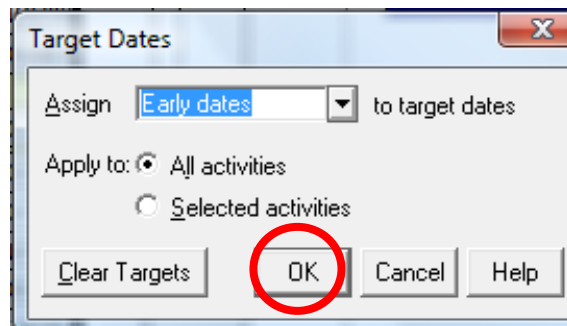 Target Dates
Assign Early dates to target dates
Apply to: All activities
Selected activities
Clear Targets OK Cancel Help